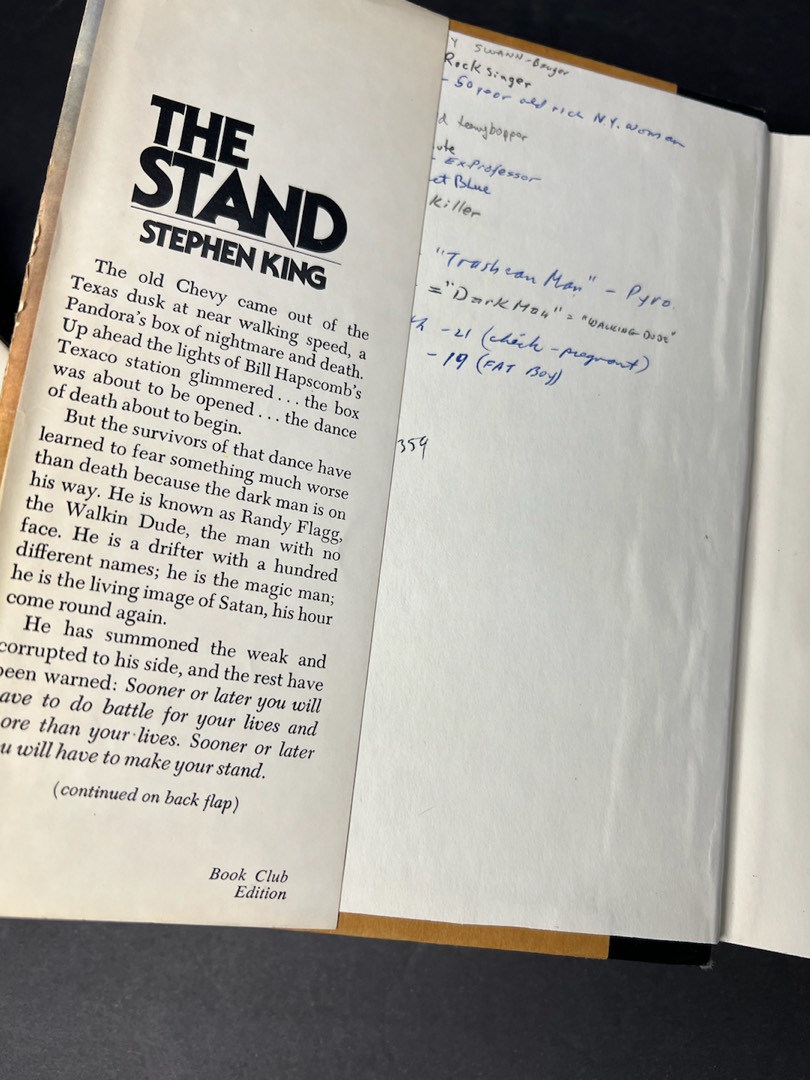 THE
STAND
STEPHEN KING
The old Chevy came out of the
Texas dusk at near walking speed, a
Pandora's box of nightmare and death.
Up ahead the lights of Bill Hapscomb's
Texaco station glimmered . . . the box
was about to be opened . . . the dance
of death about to begin.
But the survivors of that dance have
learned to fear something much worse
than death because the dark man is on
his way. He is known as Randy Flagg,
the Walkin Dude, the man with no
face. He is a drifter with a hundred
different names; he is the magic man;
he is the living image of Satan, his hour
come round again.
He has summoned the weak and
corrupted to his side, and the rest have
been warned: Sooner or later you will
ave to do battle for your lives and
ore than your lives. Sooner or later
u will have to make your stand.
(continued on back flap)
Book Club
Edition
Y SWANN-
Rock Singer
- 50 year old rich N.Y. woman
d
ute
- Ex Professor
et Blue
Killer
"Trashcan Man" - Pyro
= "Dark Man" = "WALKING DUDE"
th -21 (chick - pregnant)
-19 (FAT Boy)
359